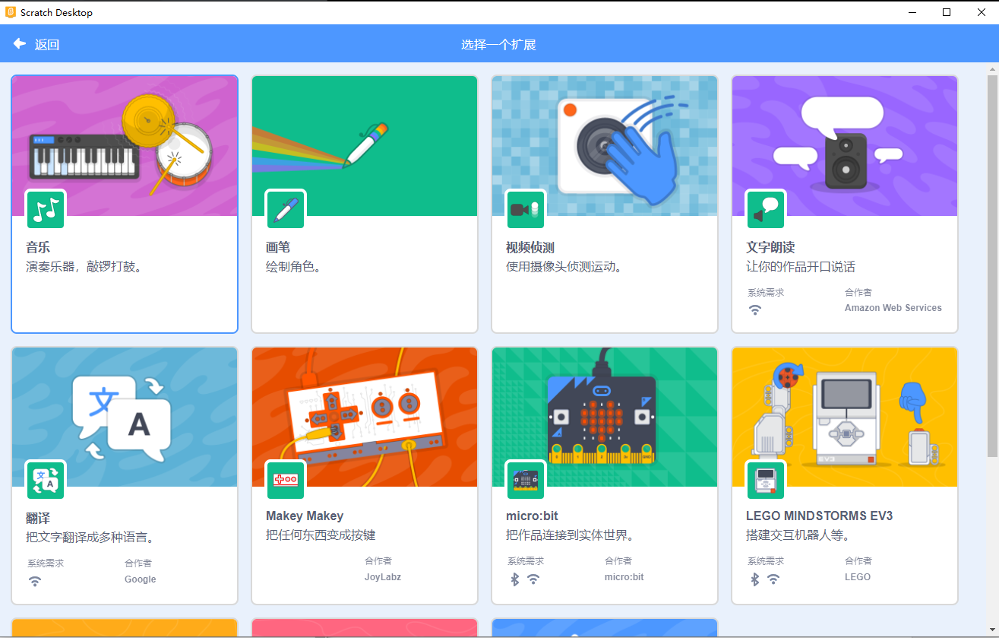 Scratch Desktop
返回
选择一个扩展
音乐
演奏乐器，敲锣打鼓。
画笔
绘制角色。
视频侦测
使用摄像头侦测运动。
文字朗读
让你的作品开口说话
系统需求
合作者
Amazon Web Services
文
A
文
A
翻译
把文字翻译成多种语言。
系统需求
合作者
Google
Makey Makey
把任何东西变成按键
合作者
JoyLabz
micro:bit
把作品连接到实体世界。
系统需求
合作者
micro:bit
EV3
LEGO MINDSTORMS EV3
搭建交互机器人等。
系统需求
合作者
LEGO